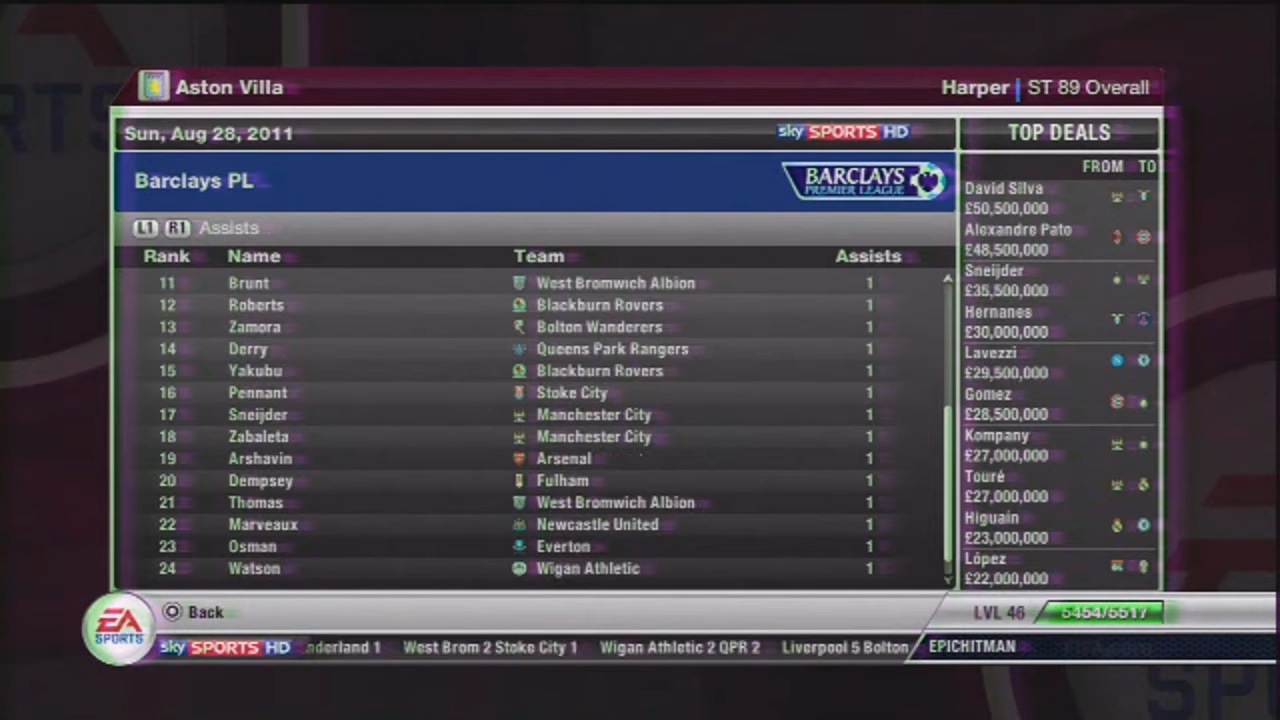 Aston Villa
Harper | ST 89 Overall
Sun, Aug 28, 2011
sky SPORTS HD
TOP DEALS
Barclays PL
BARCLAYS
PREMIER LEAGUE
FROM TO
L1 R1 Assists
Rank Name Team Assists
11 Brunt West Bromwich Albion 1
12 Roberts Blackburn Rovers 1
13 Zamora Bolton Wanderers 1
14 Derry Queens Park Rangers 1
15 Yakubu Blackburn Rovers 1
16 Pennant Stoke City 1
17 Sneijder Manchester City 1
18 Zabaleta Manchester City 1
19 Arshavin Arsenal 1
20 Dempsey Fulham 1
21 Thomas West Bromwich Albion 1
22 Marveaux Newcastle United 1
23 Osman Everton 1
24 Watson Wigan Athletic 1
David Silva
£50,500,000
Alexandre Pato
£48,500,000
Sneijder
£35,500,000
Hernanes
£30,000,000
Lavezzi
£29,500,000
Gomez
£28,500,000
Kompany
£27,000,000
Touré
£27,000,000
Higuain
£23,000,000
López
£22,000,000
EA
SPORTS
Back
LVL 46
5454/5517
sky SPORTS HD
nderland 1 West Brom 2 Stoke City 1 Wigan Athletic 2 QPR 2 Liverpool 5 Bolton
EPICHITMAN